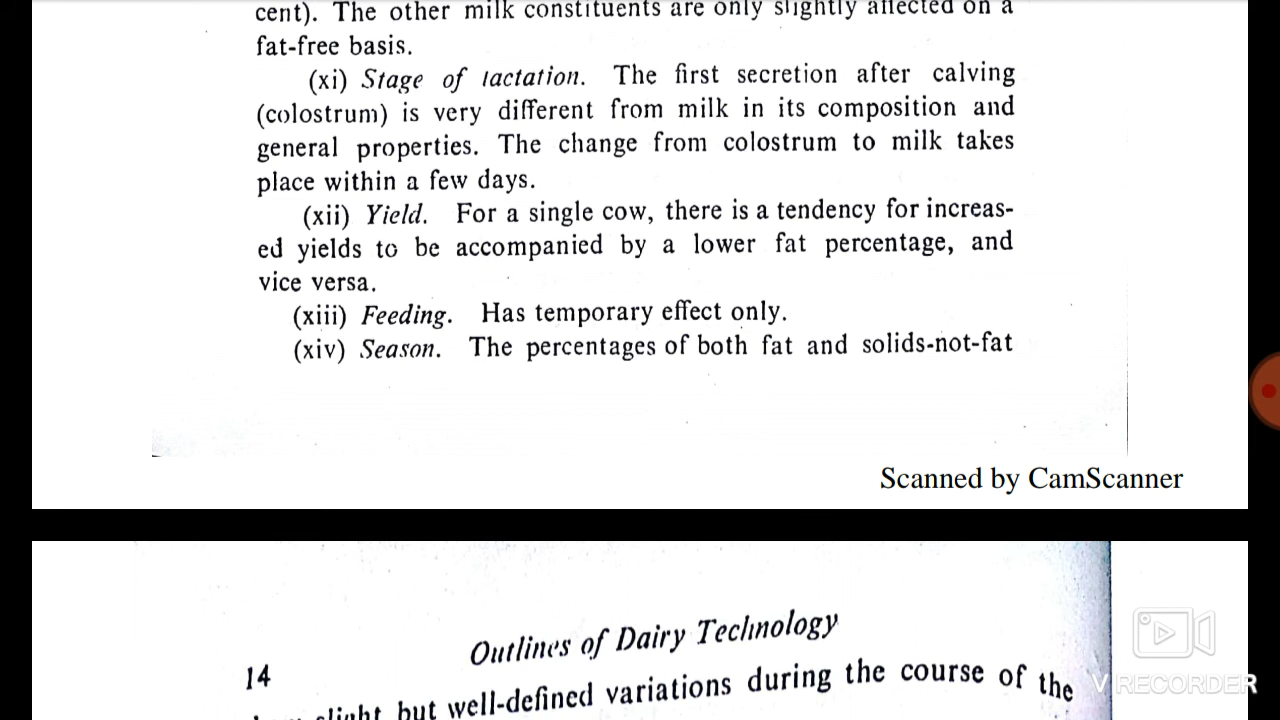 cent). The other milk constituents are only slightly affected on a
fat-free basis.
(xi) Stage of lactation. The first secretion after calving
(colostrum) is very different from milk in its composition and
general properties. The change from colostrum to milk takes
place within a few days.
(xii) Yield. For a single cow, there is a tendency for increas-
ed yields to be accompanied by a lower fat percentage, and
vice versa.
(xiii) Feeding. Has temporary effect only.
(xiv) Season. The percentages of both fat and solids-not-fat
Scanned by CamScanner
14
Outlines of Dairy Technology
slight but well-defined variations during the course of the
V RECORDER